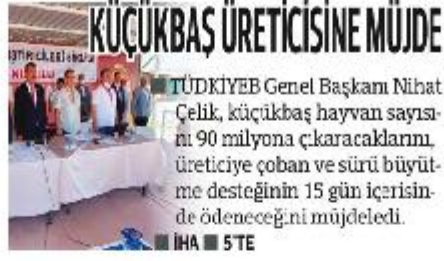 KÜÇÜKBAŞ ÜRETİCİSİNE MÜJDE
TÜDKİYEB Genel Başkanı Nihat
Çelik, küçükbaş hayvan sayısı-
nı 90 milyona çıkaracaklarını,
üreticiye çoban ve sürü büyüt-
me desteğinin 15 gün içerisin-
de ödeneceğini müjdeledi.
İHA 5'TE